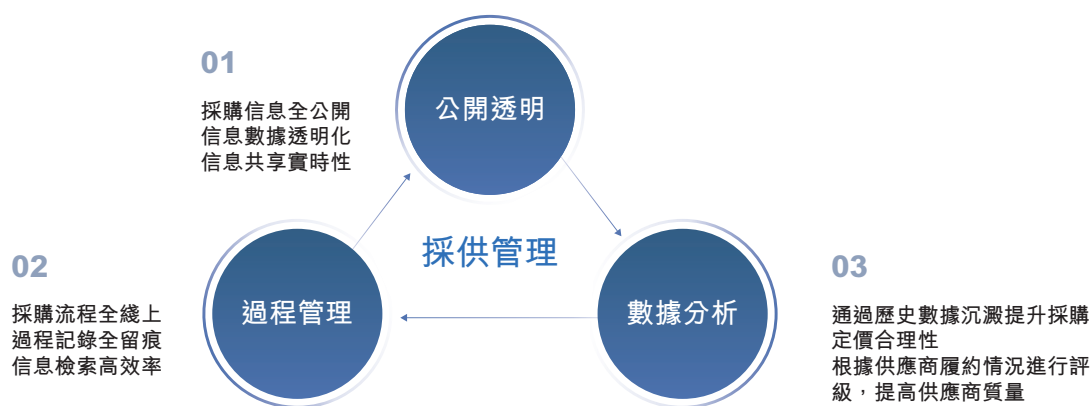 01
採購信息全公開
信息數據透明化
信息共享實時性
公開透明
採供管理
02
採購流程全綫上
過程記錄全留痕
信息檢索高效率
過程管理
數據分析
03
通過歷史數據沉澱提升採購
定價合理性
根據供應商履約情況進行評
級，提高供應商質量